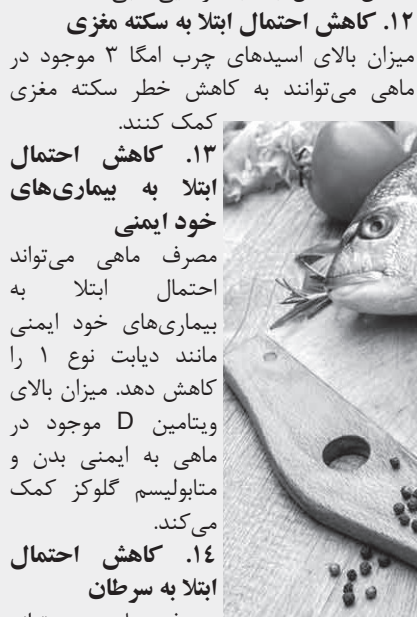 ۱۲. کاهش احتمال ابتلا به سکته مغزی
میزان بالای اسیدهای چرب امگا ۳ موجود در
ماهی می‌توانند به کاهش خطر سکته مغزی
کمک کنند.
۱۳. کاهش احتمال
ابتلا به بیماری‌های
خود ایمنی
مصرف ماهی می‌تواند
احتمال ابتلا به
بیماری‌های خود ایمنی
مانند دیابت نوع ۱ را
کاهش دهد. میزان بالای
ویتامین D موجود در
ماهی به ایمنی بدن و
متابولیسم گلوکز کمک
می‌کند.
۱٤. کاهش احتمال
ابتلا به سرطان